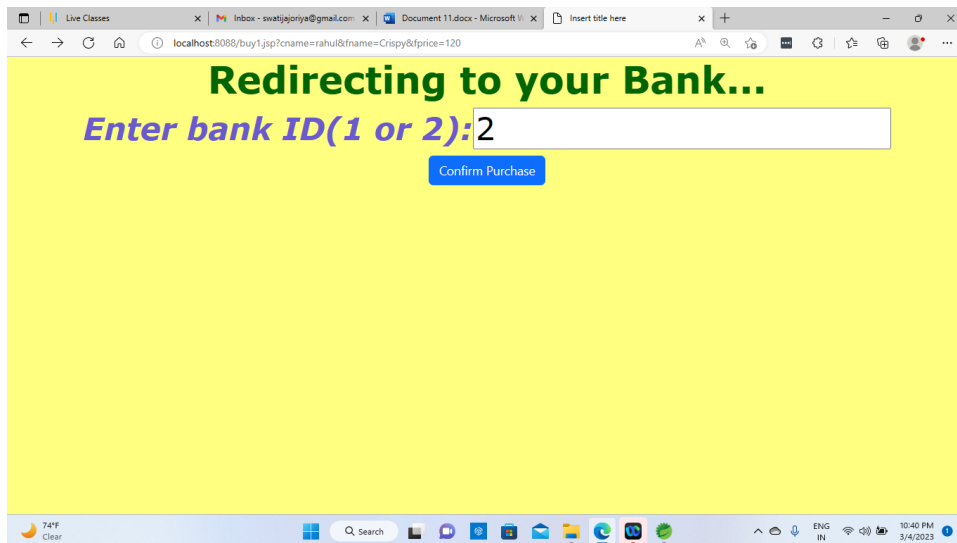 Live Classes
Inbox - swatijajoriya@gmail.com
Document 11.docx - Microsoft W
Insert title here
localhost:8088/buy1.jsp?cname=rahul&fname=Crispy&fprice=120
Redirecting to your Bank...
Enter bank ID(1 or 2): 2
Confirm Purchase
74°F
Clear
Search
ENG
IN
10:40 PM
3/4/2023
1